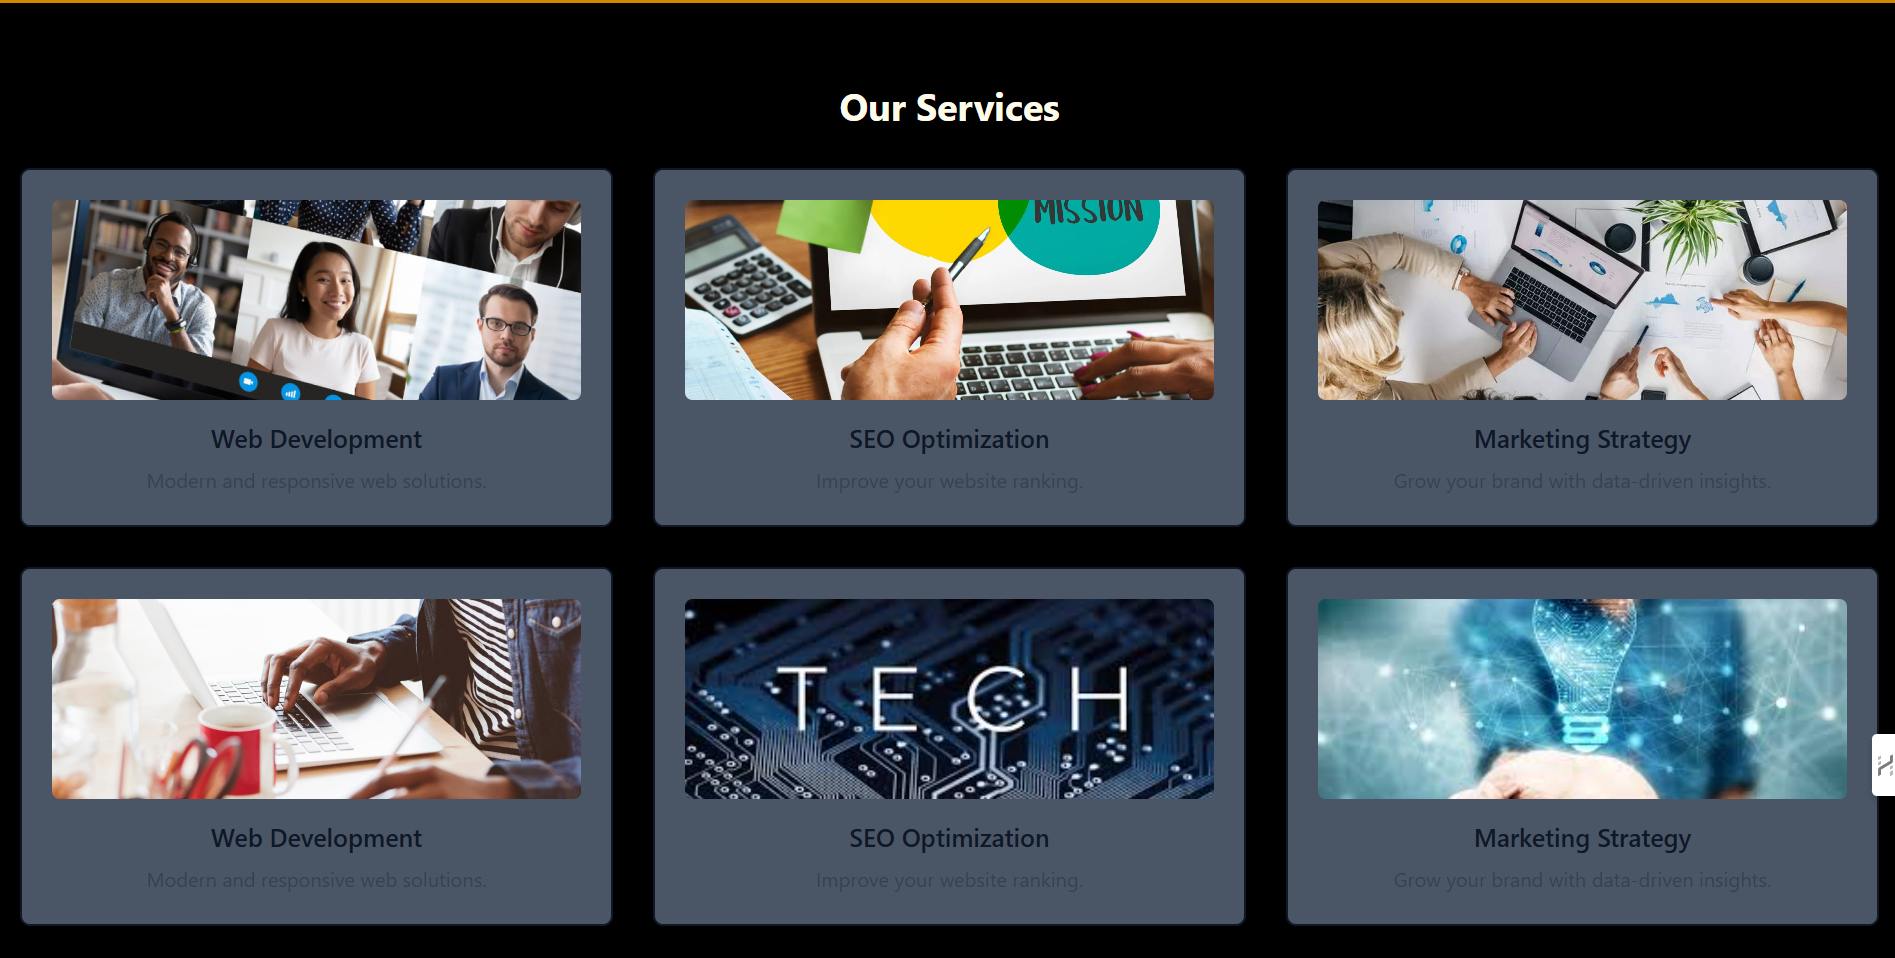 Our Services
MISSION
Web Development
SEO Optimization
Marketing Strategy
Modern and responsive web solutions.
Improve your website ranking.
Grow your brand with data-driven insights.
TECH
Web Development
SEO Optimization
Marketing Strategy
Modern and responsive web solutions.
Improve your website ranking.
Grow your brand with data-driven insights.